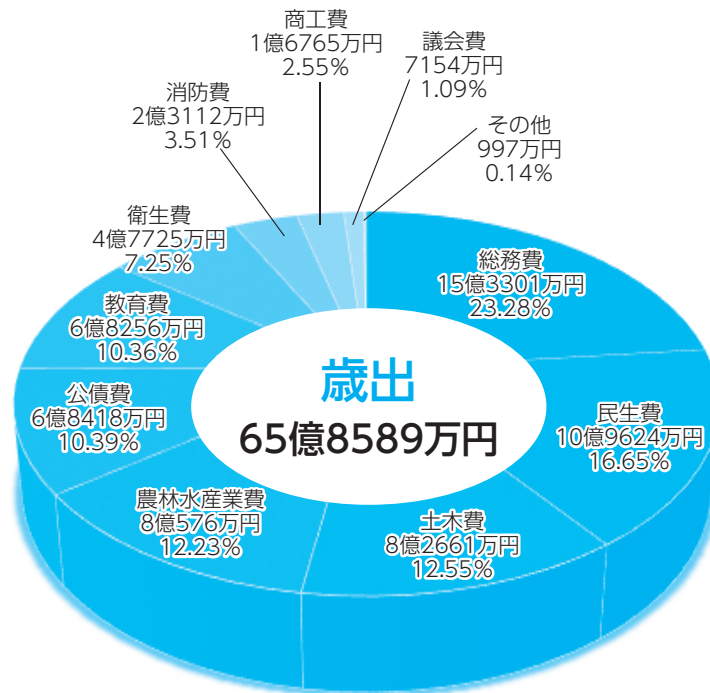 商工費
1億6765万円
2.55%
議会費
7154万円
1.09%
消防費
2億3112万円
3.51%
その他
997万円
0.14%
衛生費
4億7725万円
7.25%
総務費
15億3301万円
23.28%
教育費
6億8256万円
10.36%
歳出
65億8589万円
公債費
6億8418万円
10.39%
民生費
10億9624万円
16.65%
農林水産業費
8億576万円
12.23%
土木費
8億2661万円
12.55%